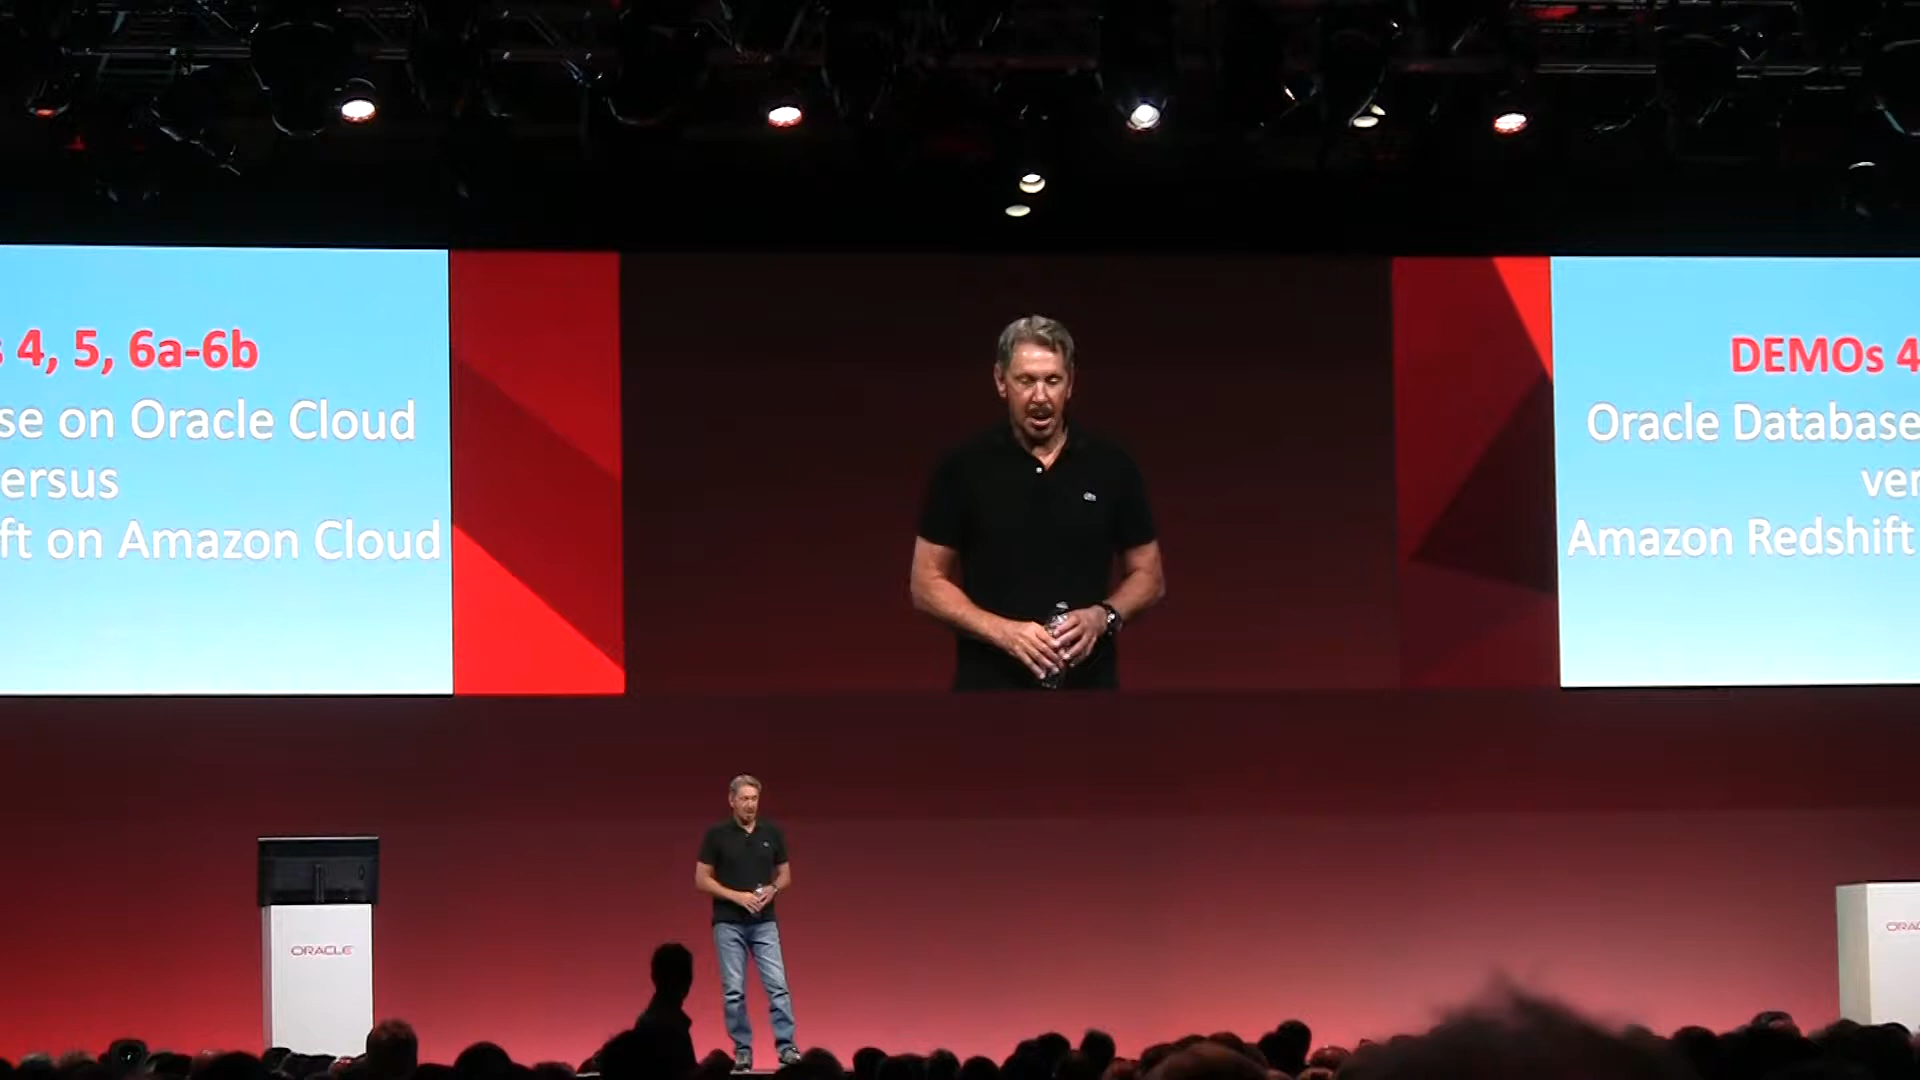 4, 5, 6a-6b
se on Oracle Cloud
ersus
ft on Amazon Cloud
DEMOs 4
Oracle Database
ver
Amazon Redshift
ORACLE
ORA